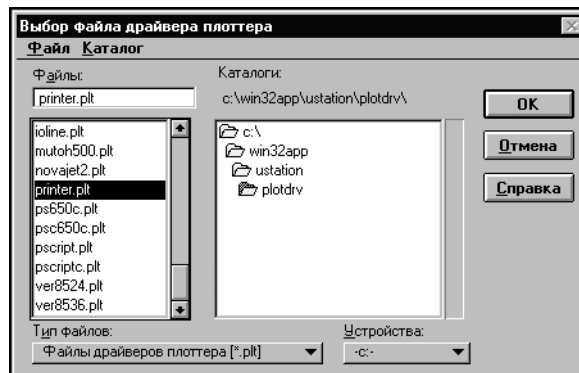 Выбор файла драйвера плоттера
Файл Каталог
Файлы:
printer.plt
ioline.plt
mutoh500.plt
novajet2.plt
printer.plt
ps650c.plt
psc650c.plt
pscript.plt
pscriptc.plt
ver8524.plt
ver8536.plt
Каталоги:
c:\win32app\ustation\plotdrv\
c:\
win32app
ustation
plotdrv
OK
Отмена
Справка
Тип файлов:
Файлы драйверов плоттера [*.plt]
Устройства:
-c:-